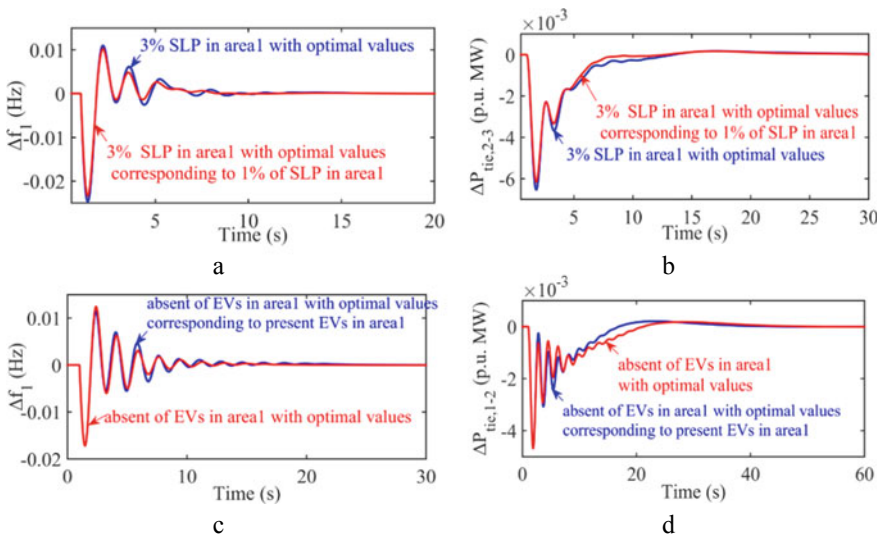 0.01
0
-0.01
-0.02
Δf₁ (Hz)
3% SLP in area1 with optimal values
3% SLP in area1 with optimal values
corresponding to 1% of SLP in area1
5
10
15
20
Time (s)
a
×10⁻³
0
-2
-4
-6
ΔP_tie,2-3 (p.u. MW)
3% SLP in area1 with optimal values
corresponding to 1% of SLP in area1
3% SLP in area1 with optimal values
5
10
15
20
25
30
Time (s)
b
0.01
0
-0.01
-0.02
Δf₁ (Hz)
absent of EVs in area1 with optimal values
corresponding to present EVs in area1
absent of EVs in area1 with optimal values
0
10
20
30
Time (s)
c
×10⁻³
0
-2
-4
ΔP_tie,1-2 (p.u. MW)
absent of EVs in area1
with optimal values
absent of EVs in area1 with optimal values
corresponding to present EVs in area1
0
20
40
60
Time (s)
d